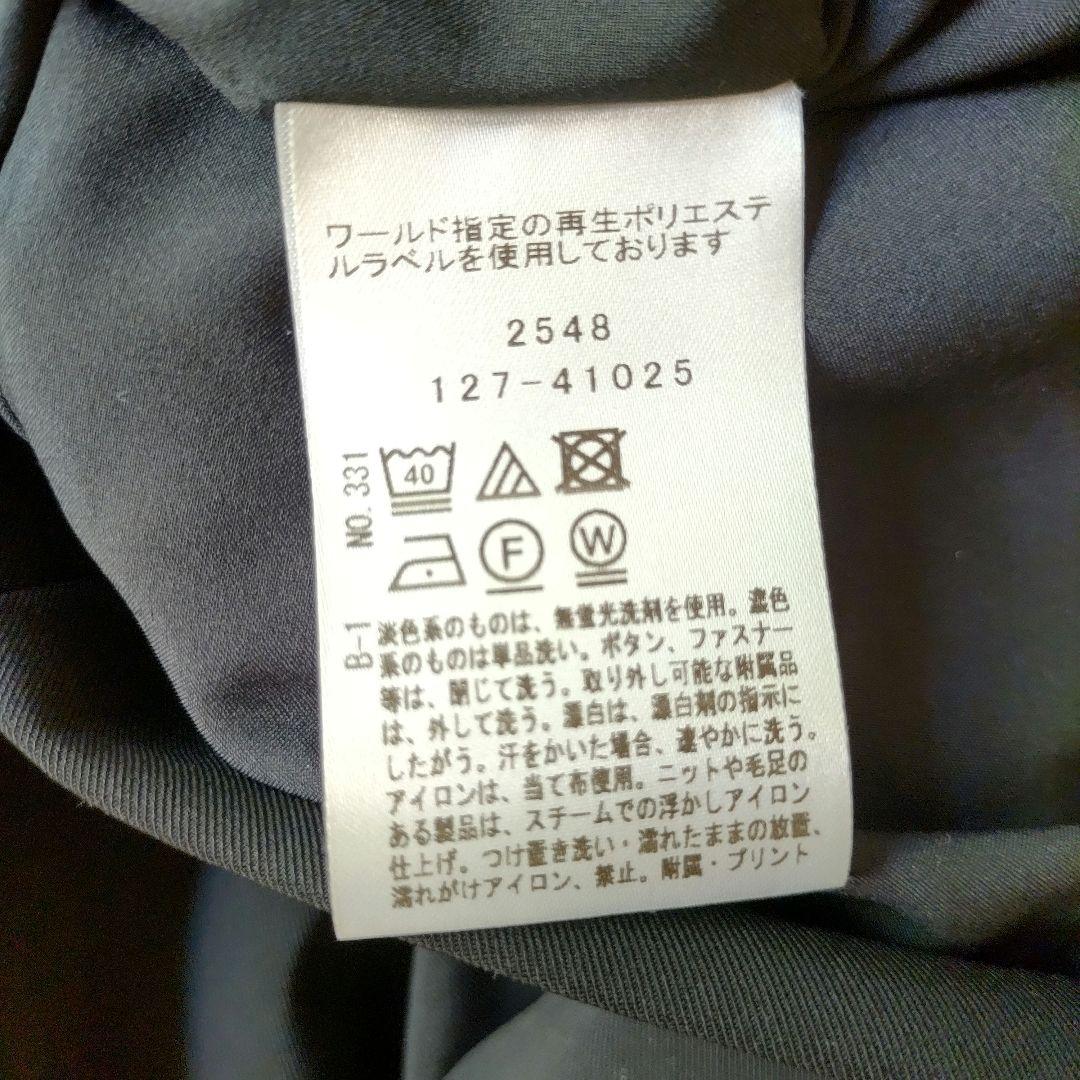 ワールド指定の再生ポリエステ
ルラベルを使用しております
2548
127-41025
NO.331
40
F
W
B-1
淡色系のものは、無蛍光洗剤を使用。濃色
系のものは単品洗い。ボタン、ファスナー
等は、閉じて洗う。取り外し可能な附属品
は、外して洗う。漂白は、漂白剤の指示に
したがう。汗をかいた場合、速やかに洗う。
アイロンは、当て布使用。ニットや毛足の
ある製品は、スチームでの浮かしアイロン
仕上げ。つけ置き洗い・濡れたままの放置、
濡れがけアイロン、禁止。附属・プリント